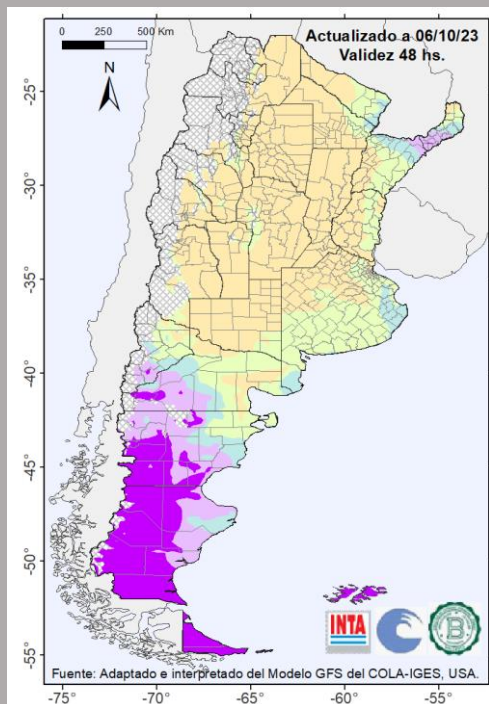 0 250 500 Km
Actualizado a 06/10/23
Validez 48 hs.
N
-25°
-30°
-35°
-40°
-45°
-50°
-55°
INTA
B
Fuente: Adaptado e interpretado del Modelo GFS del COLA-IGES, USA.
-75° -70° -65° -60° -55°